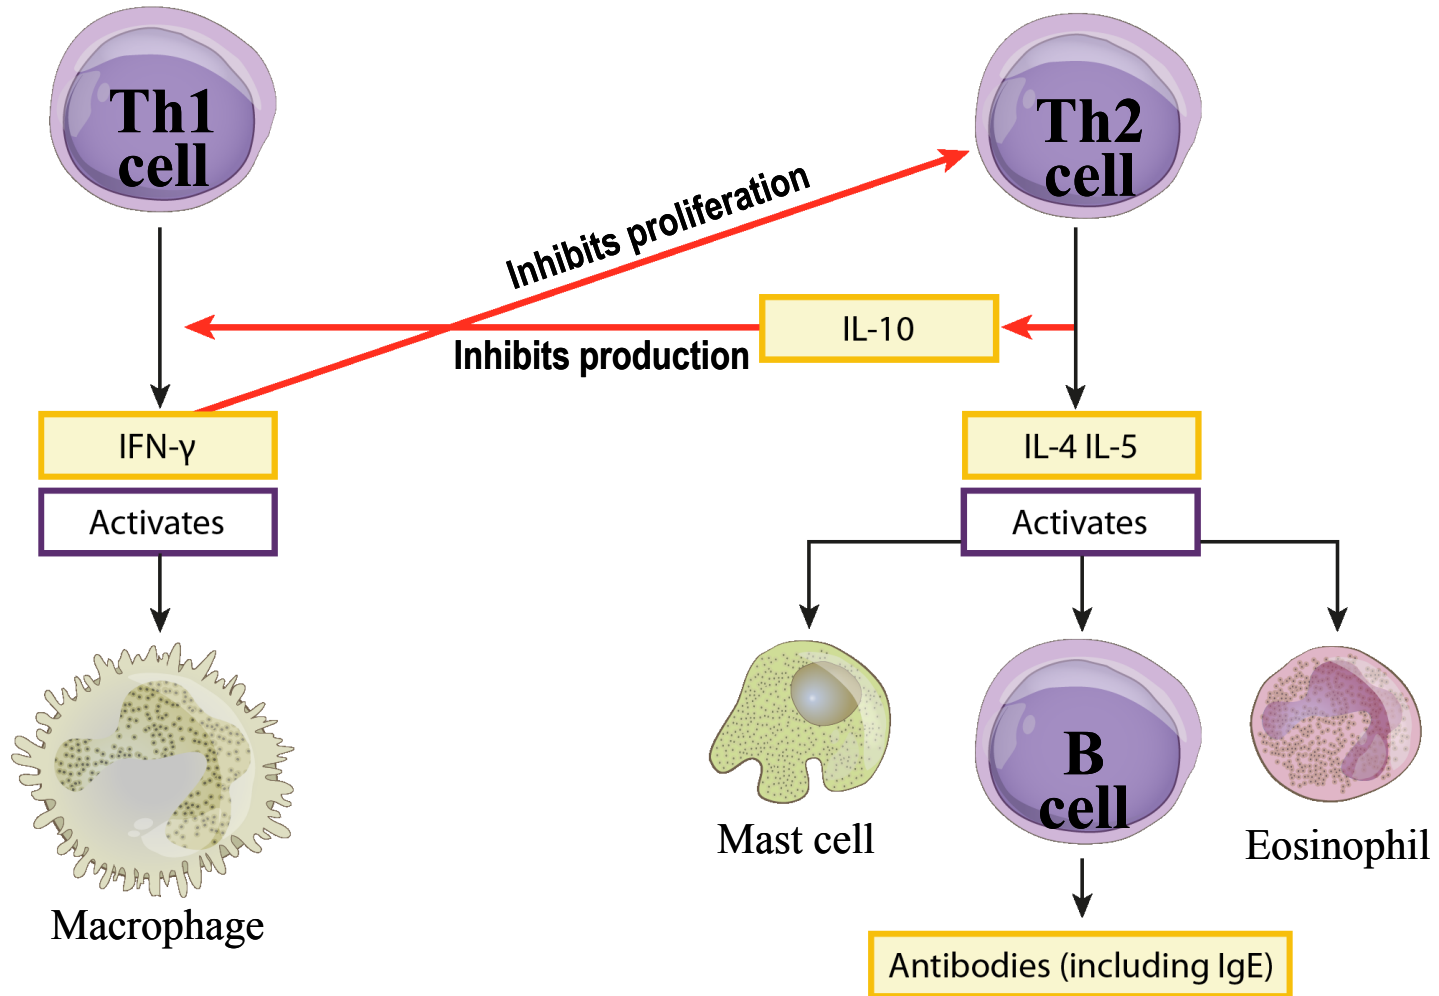 Th1
cell
Th2
cell
Inhibits proliferation
IL-10
Inhibits production
IFN-γ
IL-4 IL-5
Activates
Activates
B
cell
Mast cell
Eosinophil
Macrophage
Antibodies (including IgE)